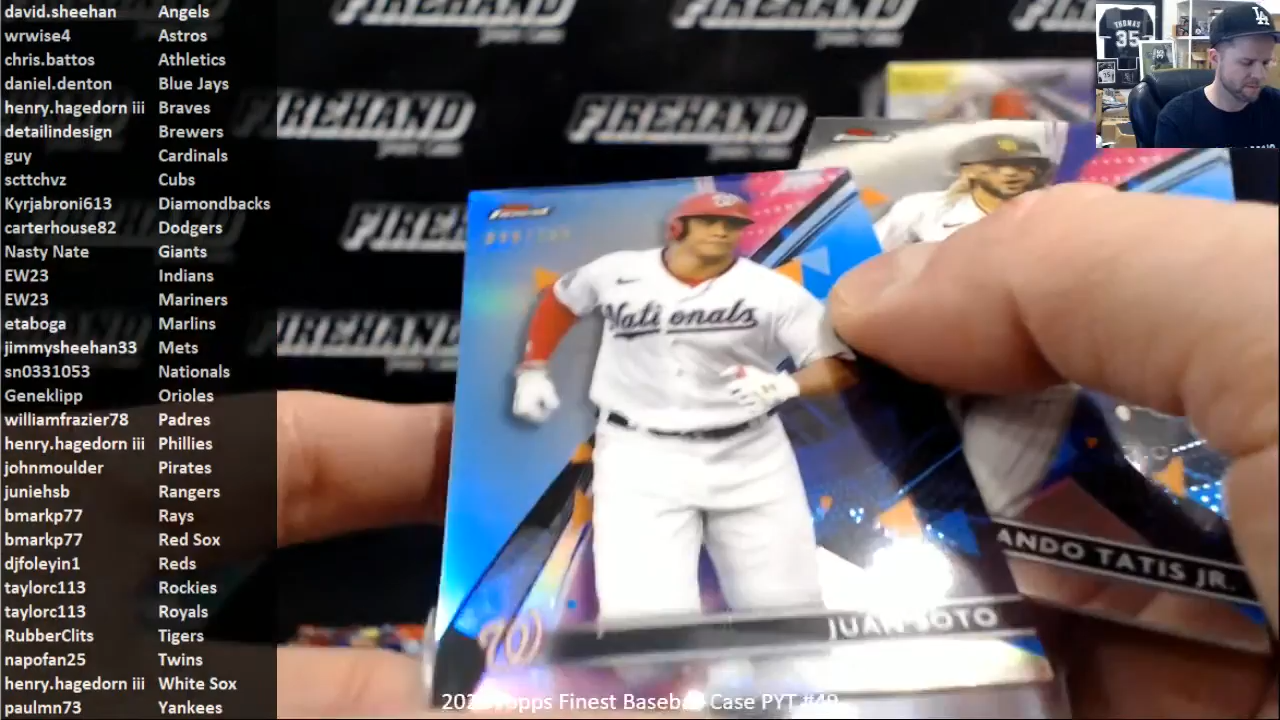 david.sheehan Angels
wrwise4 Astros
chris.battos Athletics
daniel.denton Blue Jays
henry.hagedorn iii Braves
detailindesign Brewers
guy Cardinals
scttchvz Cubs
Kyrjabroni613 Diamondbacks
carterhouse82 Dodgers
Nasty Nate Giants
EW23 Indians
EW23 Mariners
etaboga Marlins
jimmysheehan33 Mets
sn0331053 Nationals
Geneklipp Orioles
williamfrazier78 Padres
henry.hagedorn iii Phillies
johnmoulder Pirates
juniehsb Rangers
bmarkp77 Rays
bmarkp77 Red Sox
djfoleyin1 Reds
taylorc113 Rockies
taylorc113 Royals
RubberClits Tigers
napofan25 Twins
henry.hagedorn iii White Sox
paulmn73 Yankees
FIREHAND FIREHAND
FIREHAND FIREHAND
FIREHAND
THOMAS
35
LA
Nationals
JUAN SOTO
ANDO TATIS JR.
Topps Finest Baseball Case PYT #49